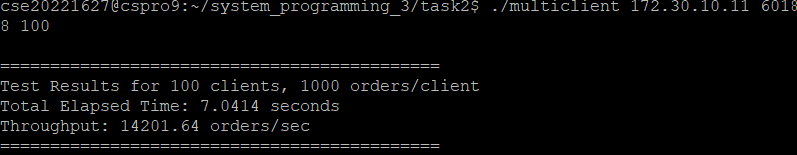 cse20221627@cspro9:~/system_programming_3/task2$ ./multiclient 172.30.10.11 6018
8 100
============================================
Test Results for 100 clients, 1000 orders/client
Total Elapsed Time: 7.0414 seconds
Throughput: 14201.64 orders/sec
============================================